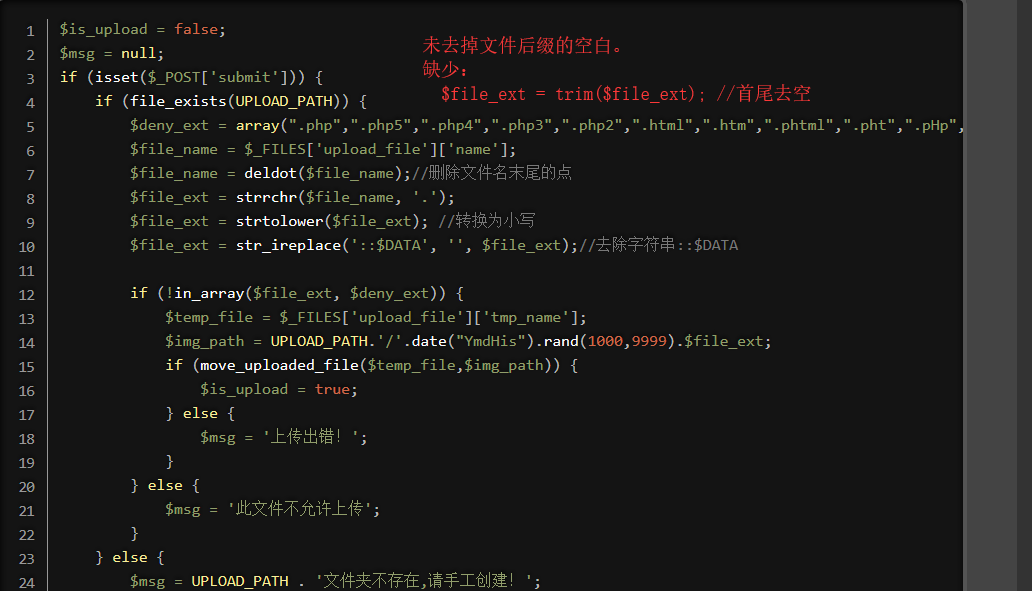 1 $is_upload = false;
2 $msg = null;
未去掉文件后缀的空白。
3 if (isset($_POST['submit'])) {
缺少:
4 if (file_exists(UPLOAD_PATH)) {
$file_ext = trim($file_ext); //首尾去空
5 $deny_ext = array(".php",".php5",".php4",".php3",".php2",".html",".htm",".phtml",".pht",".pHp",
6 $file_name = $_FILES['upload_file']['name'];
7 $file_name = deldot($file_name);//删除文件名末尾的点
8 $file_ext = strrchr($file_name, '.');
9 $file_ext = strtolower($file_ext); //转换为小写
10 $file_ext = str_ireplace('::$DATA', '', $file_ext);//去除字符串::$DATA
11
12 if (!in_array($file_ext, $deny_ext)) {
13 $temp_file = $_FILES['upload_file']['tmp_name'];
14 $img_path = UPLOAD_PATH.'/'.date("YmdHis").rand(1000,9999).$file_ext;
15 if (move_uploaded_file($temp_file,$img_path)) {
16 $is_upload = true;
17 } else {
18 $msg = '上传出错！';
19 }
20 } else {
21 $msg = '此文件不允许上传';
22 }
23 } else {
24 $msg = UPLOAD_PATH . '文件夹不存在,请手工创建！';